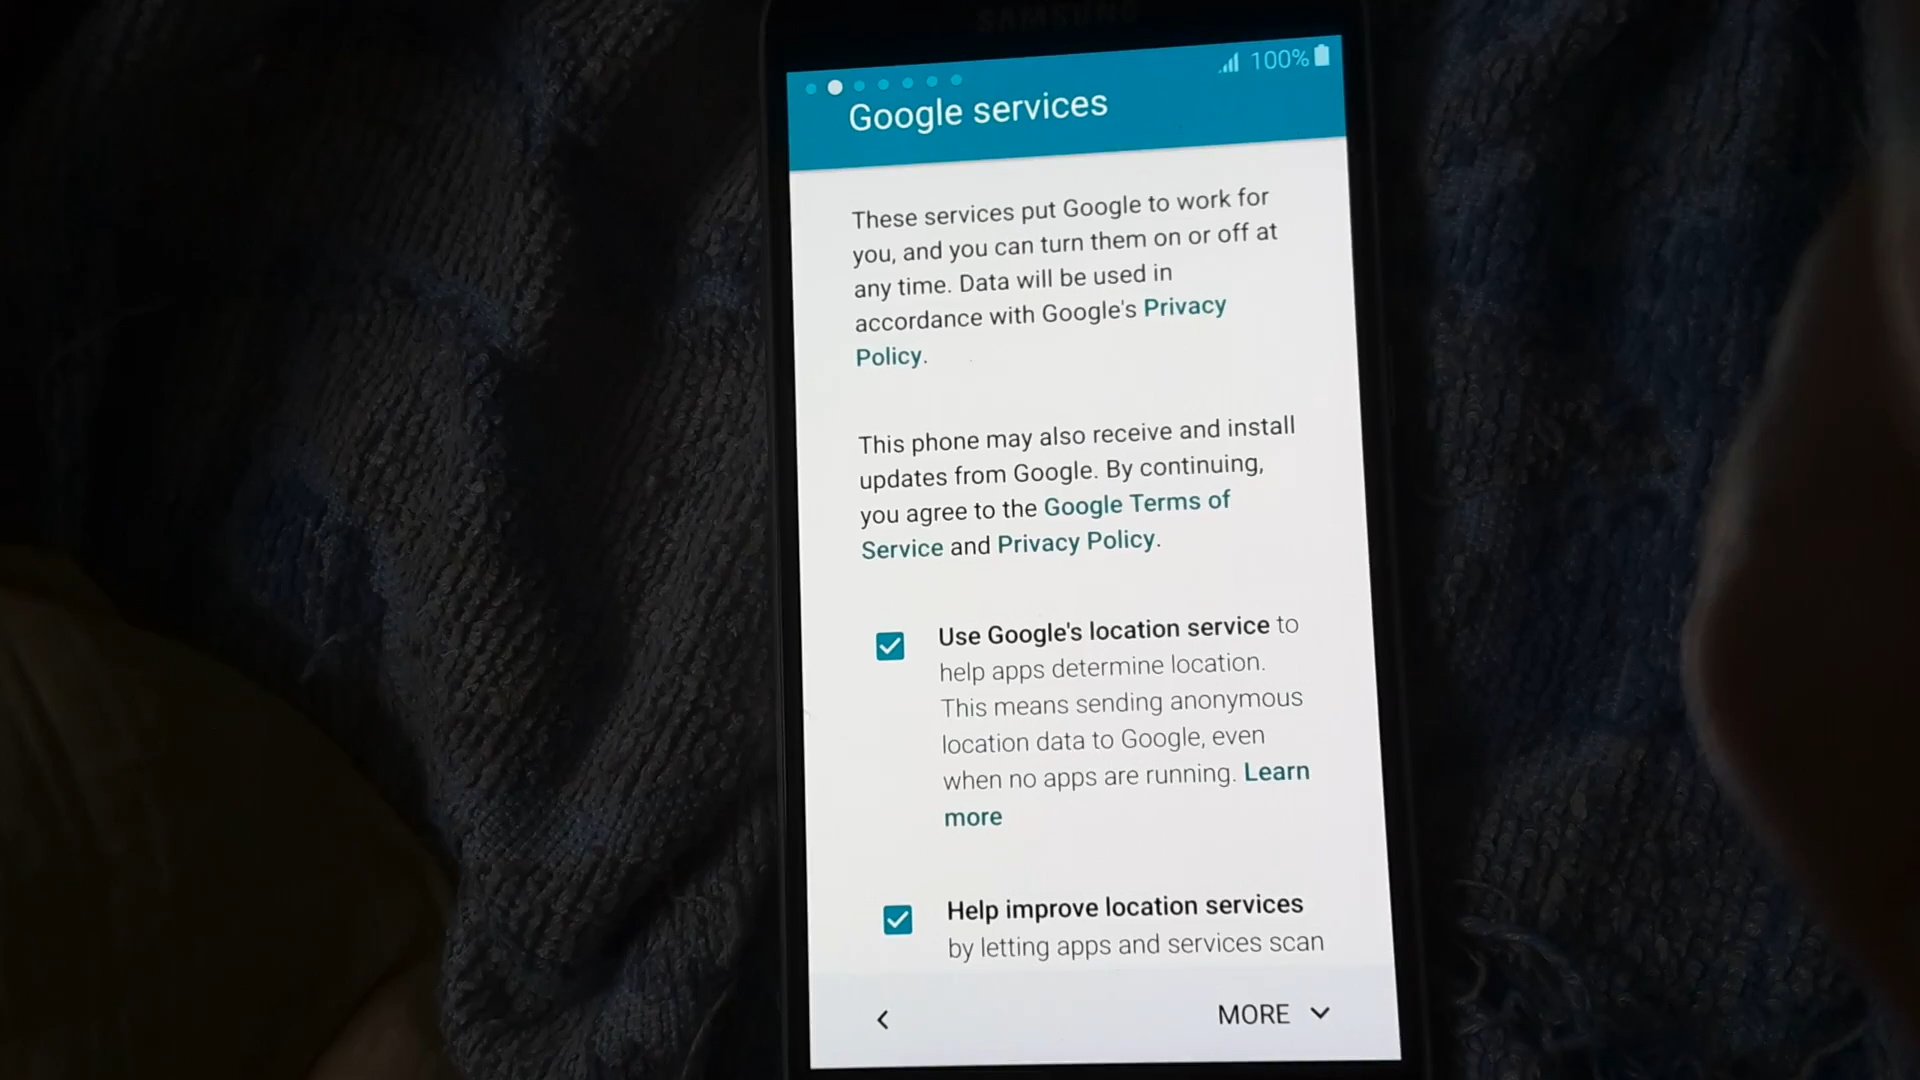 SAMSUNG
100%
Google services
These services put Google to work for
you, and you can turn them on or off at
any time. Data will be used in
accordance with Google's Privacy
Policy.
This phone may also receive and install
updates from Google. By continuing,
you agree to the Google Terms of
Service and Privacy Policy.
Use Google's location service to
help apps determine location.
This means sending anonymous
location data to Google, even
when no apps are running. Learn
more
Help improve location services
by letting apps and services scan
MORE